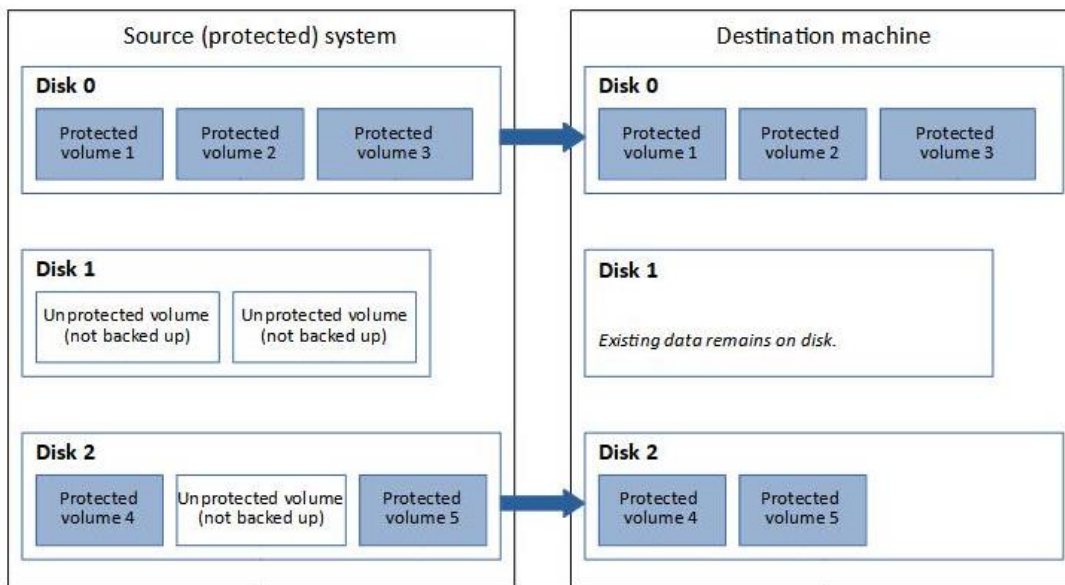 Source (protected) system
Destination machine
Disk 0
Protected
volume 1
Protected
volume 2
Protected
volume 3
Disk 0
Protected
volume 1
Protected
volume 2
Protected
volume 3
Disk 1
Unprotected volume
(not backed up)
Unprotected volume
(not backed up)
Disk 1
Existing data remains on disk.
Disk 2
Protected
volume 4
Unprotected volume
(not backed up)
Protected
volume 5
Disk 2
Protected
volume 4
Protected
volume 5